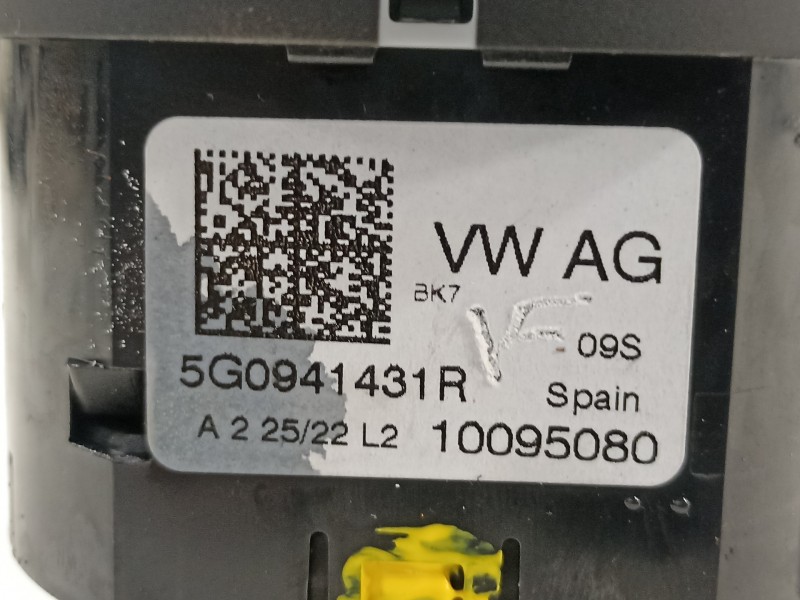 VW AG
BK7
09S
5G0941431R
Spain
A 2 25/22 L2 10095080